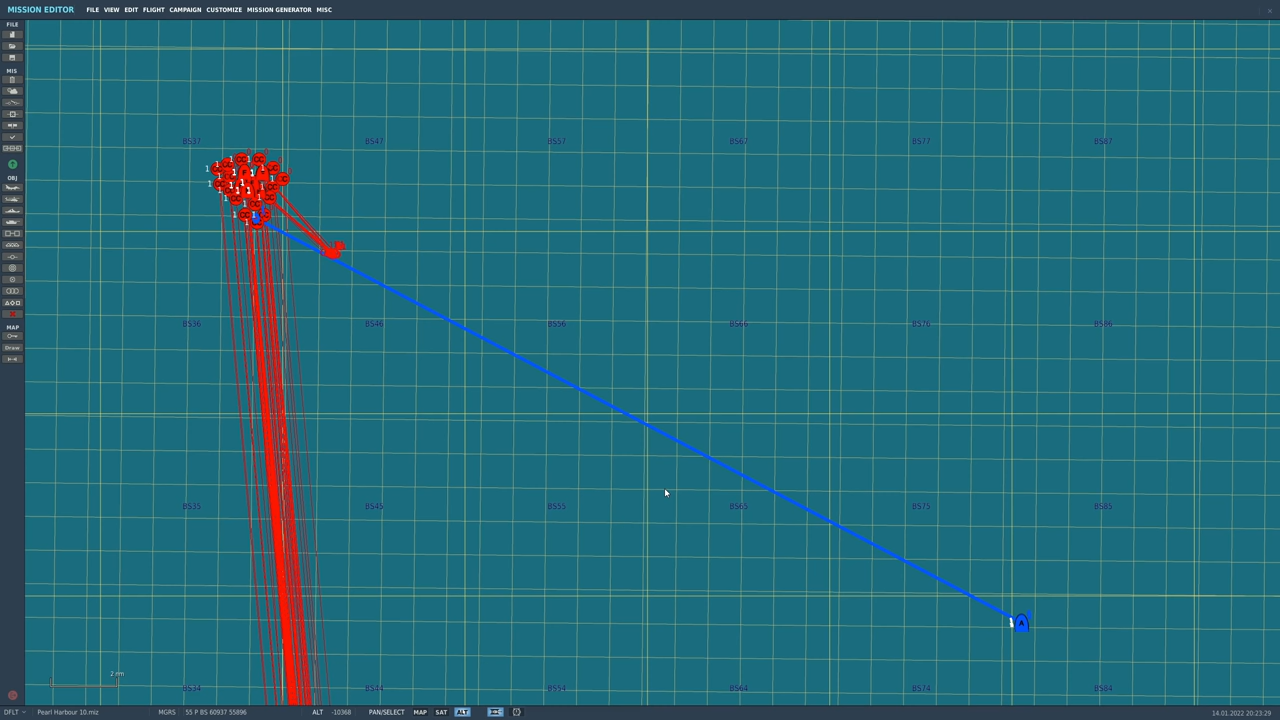 MISSION EDITOR FILE VIEW EDIT FLIGHT CAMPAIGN CUSTOMIZE MISSION GENERATOR MISC
FILE
MIS
OBJ
MAP
Draw
BS37 BS47 BS57 BS67 BS77 BS87
BS36 BS46 BS56 BS66 BS76 BS86
BS35 BS45 BS55 BS65 BS75 BS85
BS34 BS44 BS54 BS64 BS74 BS84
A
2 nm
DFLT Pearl Harbour 10.miz MGRS 55 P BS 60937 55896 ALT -10368 PAN/SELECT MAP SAT ALT 14.01.2022 20:23:29